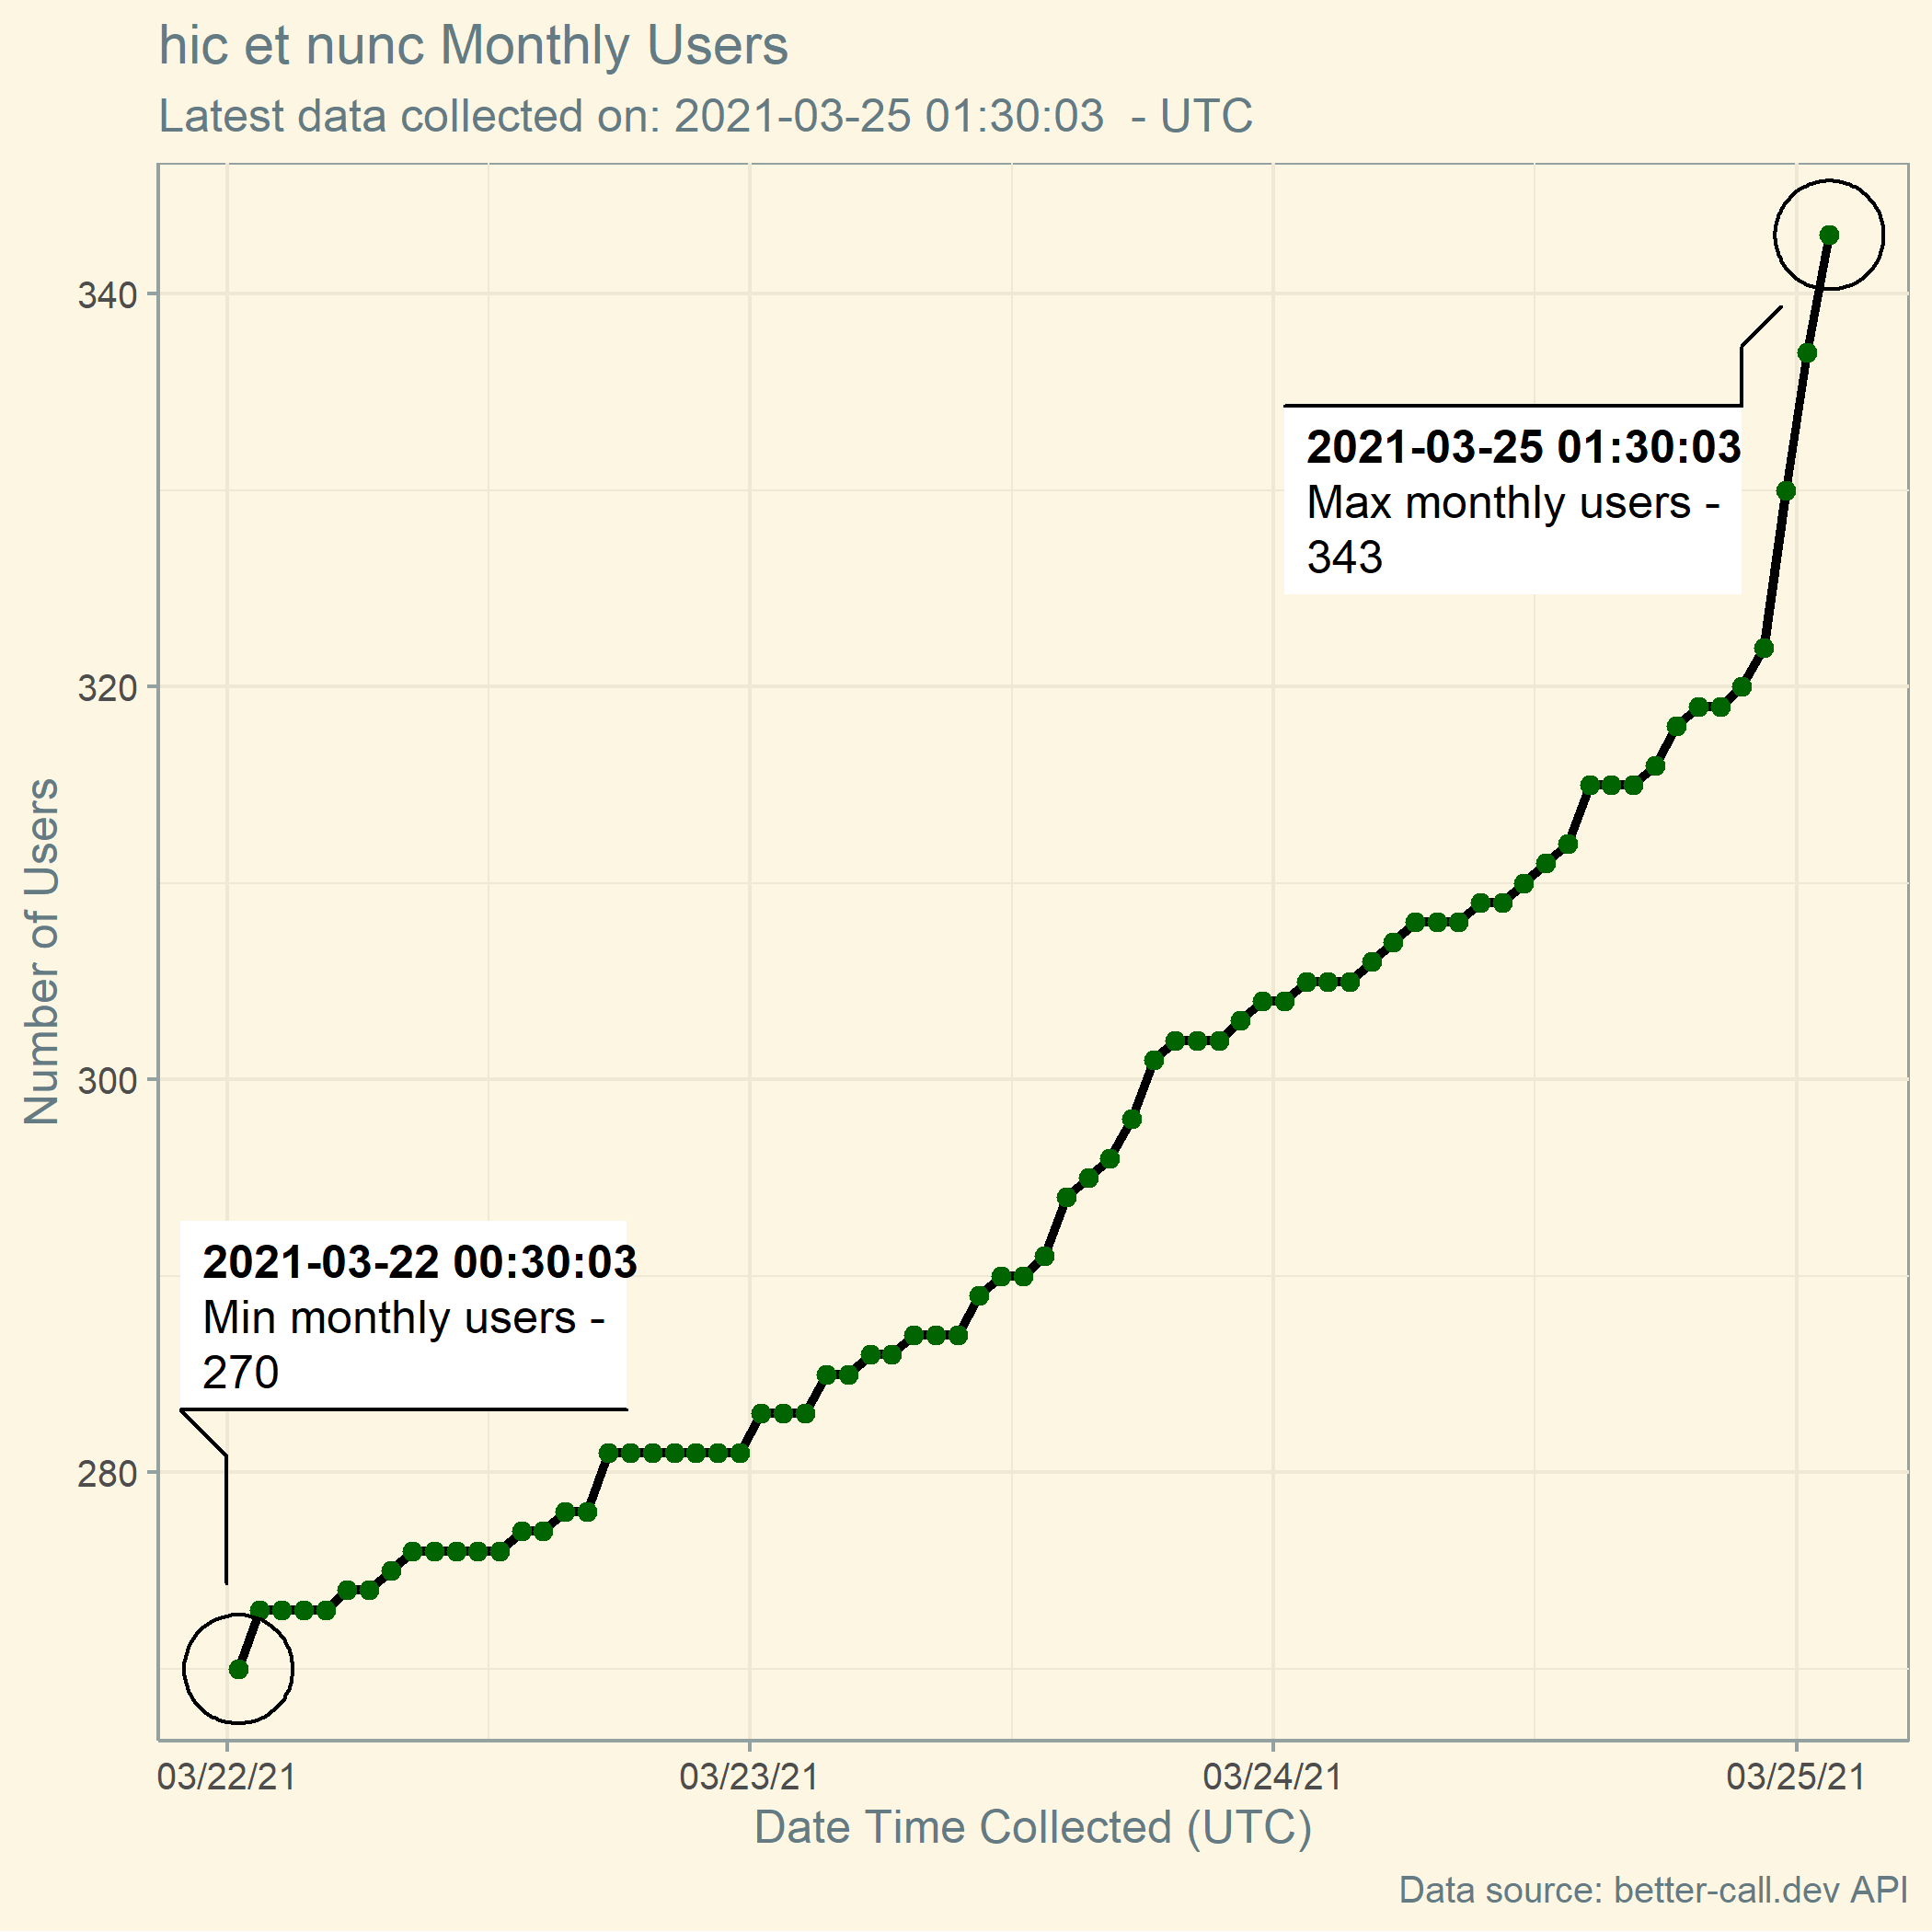 hic et nunc Monthly Users
Latest data collected on: 2021-03-25 01:30:03  - UTC
340
2021-03-25 01:30:03
Max monthly users -
343
320
Number of Users
300
2021-03-22 00:30:03
Min monthly users -
270
280
03/22/21
03/23/21
03/24/21
03/25/21
Date Time Collected (UTC)
Data source: better-call.dev API